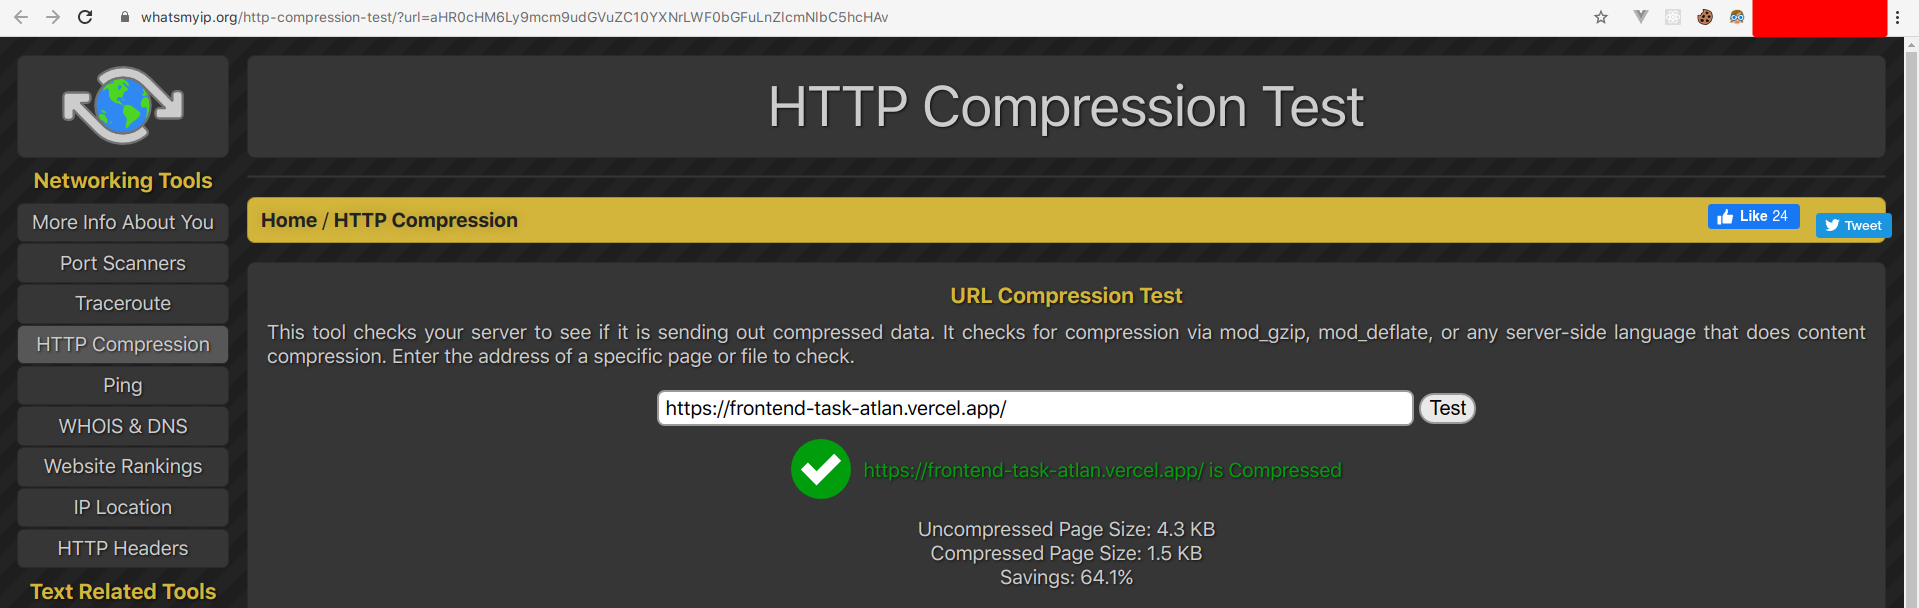 whatsmyip.org/http-compression-test/?url=aHR0cHM6Ly9mcm9udGVuZC10YXNrLWF0bGFuLnZlcmNlbC5hcHAv
HTTP Compression Test
Networking Tools
More Info About You
Port Scanners
Traceroute
HTTP Compression
Ping
WHOIS & DNS
Website Rankings
IP Location
HTTP Headers
Text Related Tools
Home / HTTP Compression
Like 24
Tweet
URL Compression Test
This tool checks your server to see if it is sending out compressed data. It checks for compression via mod_gzip, mod_deflate, or any server-side language that does content
compression. Enter the address of a specific page or file to check.
https://frontend-task-atlan.vercel.app/ Test
https://frontend-task-atlan.vercel.app/ is Compressed
Uncompressed Page Size: 4.3 KB
Compressed Page Size: 1.5 KB
Savings: 64.1%